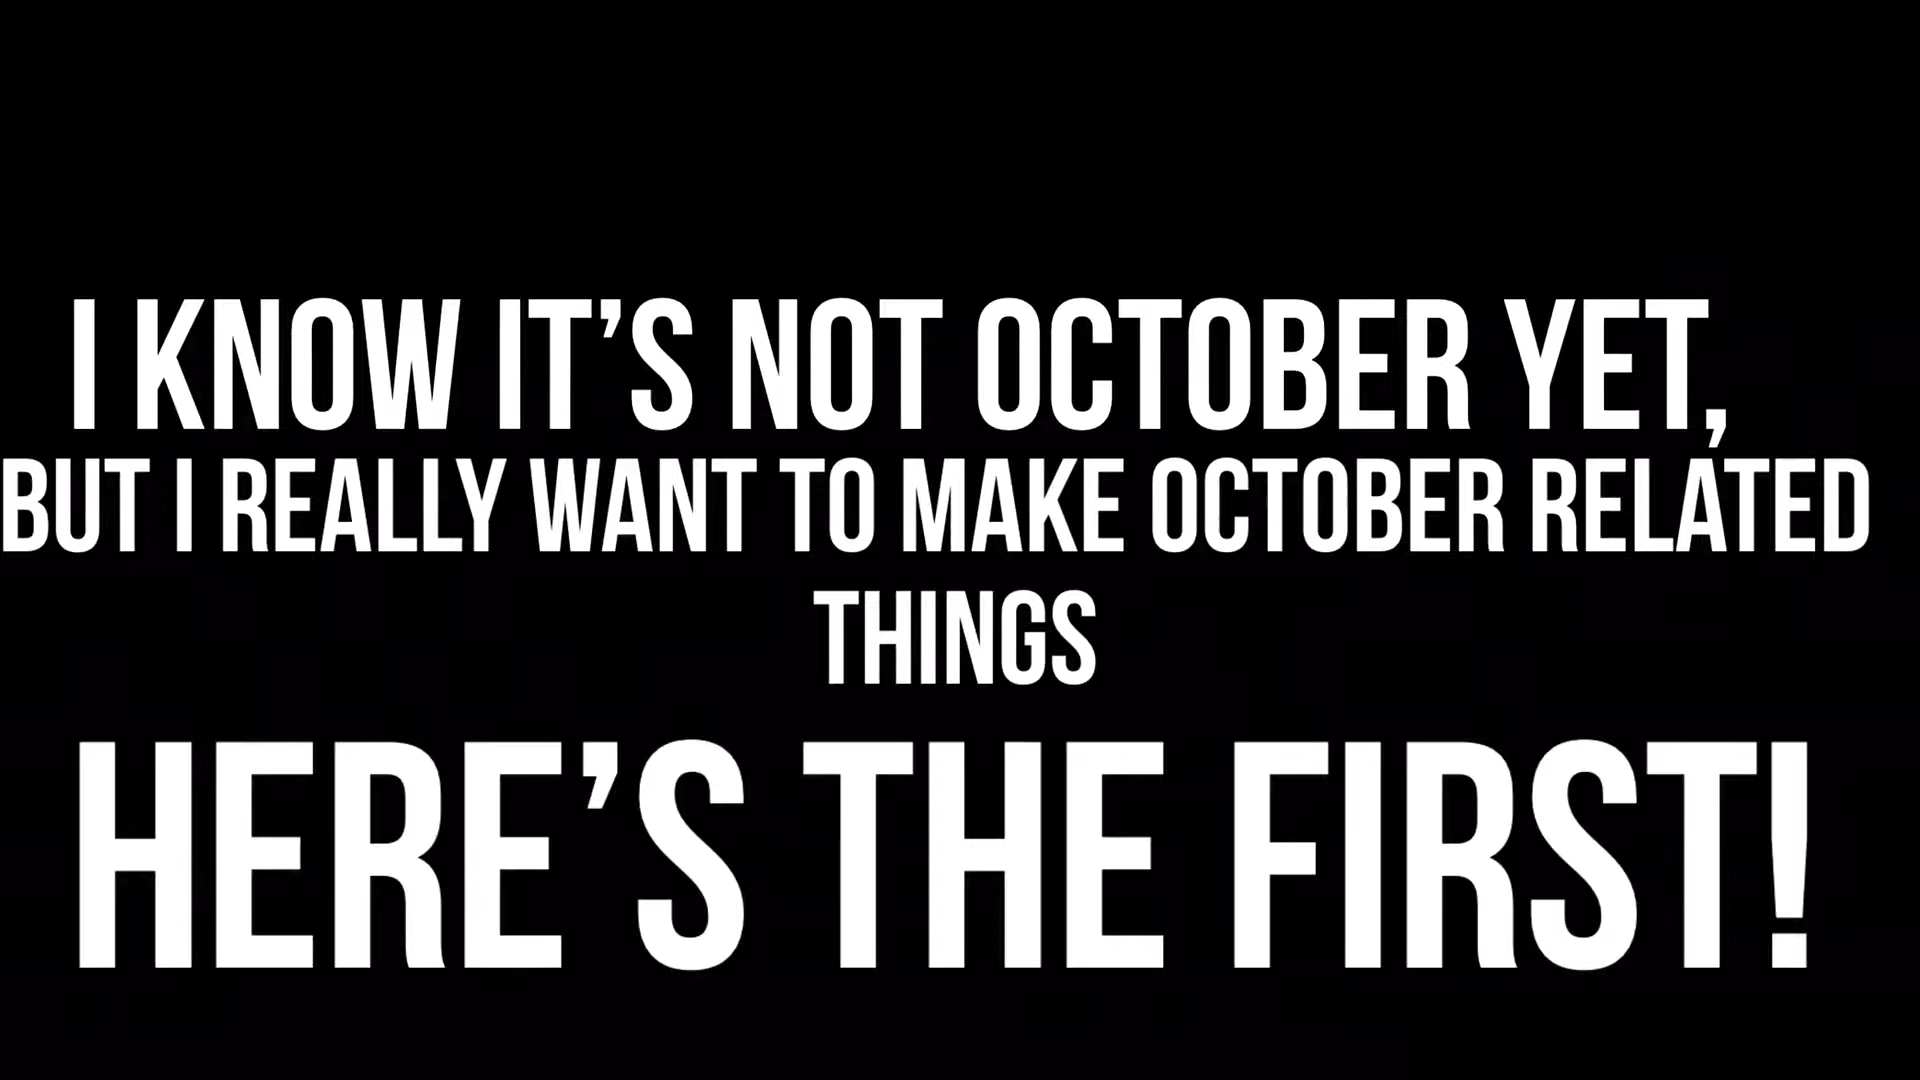 I KNOW IT’S NOT OCTOBER YET,
BUT I REALLY WANT TO MAKE OCTOBER RELATED
THINGS
HERE’S THE FIRST!